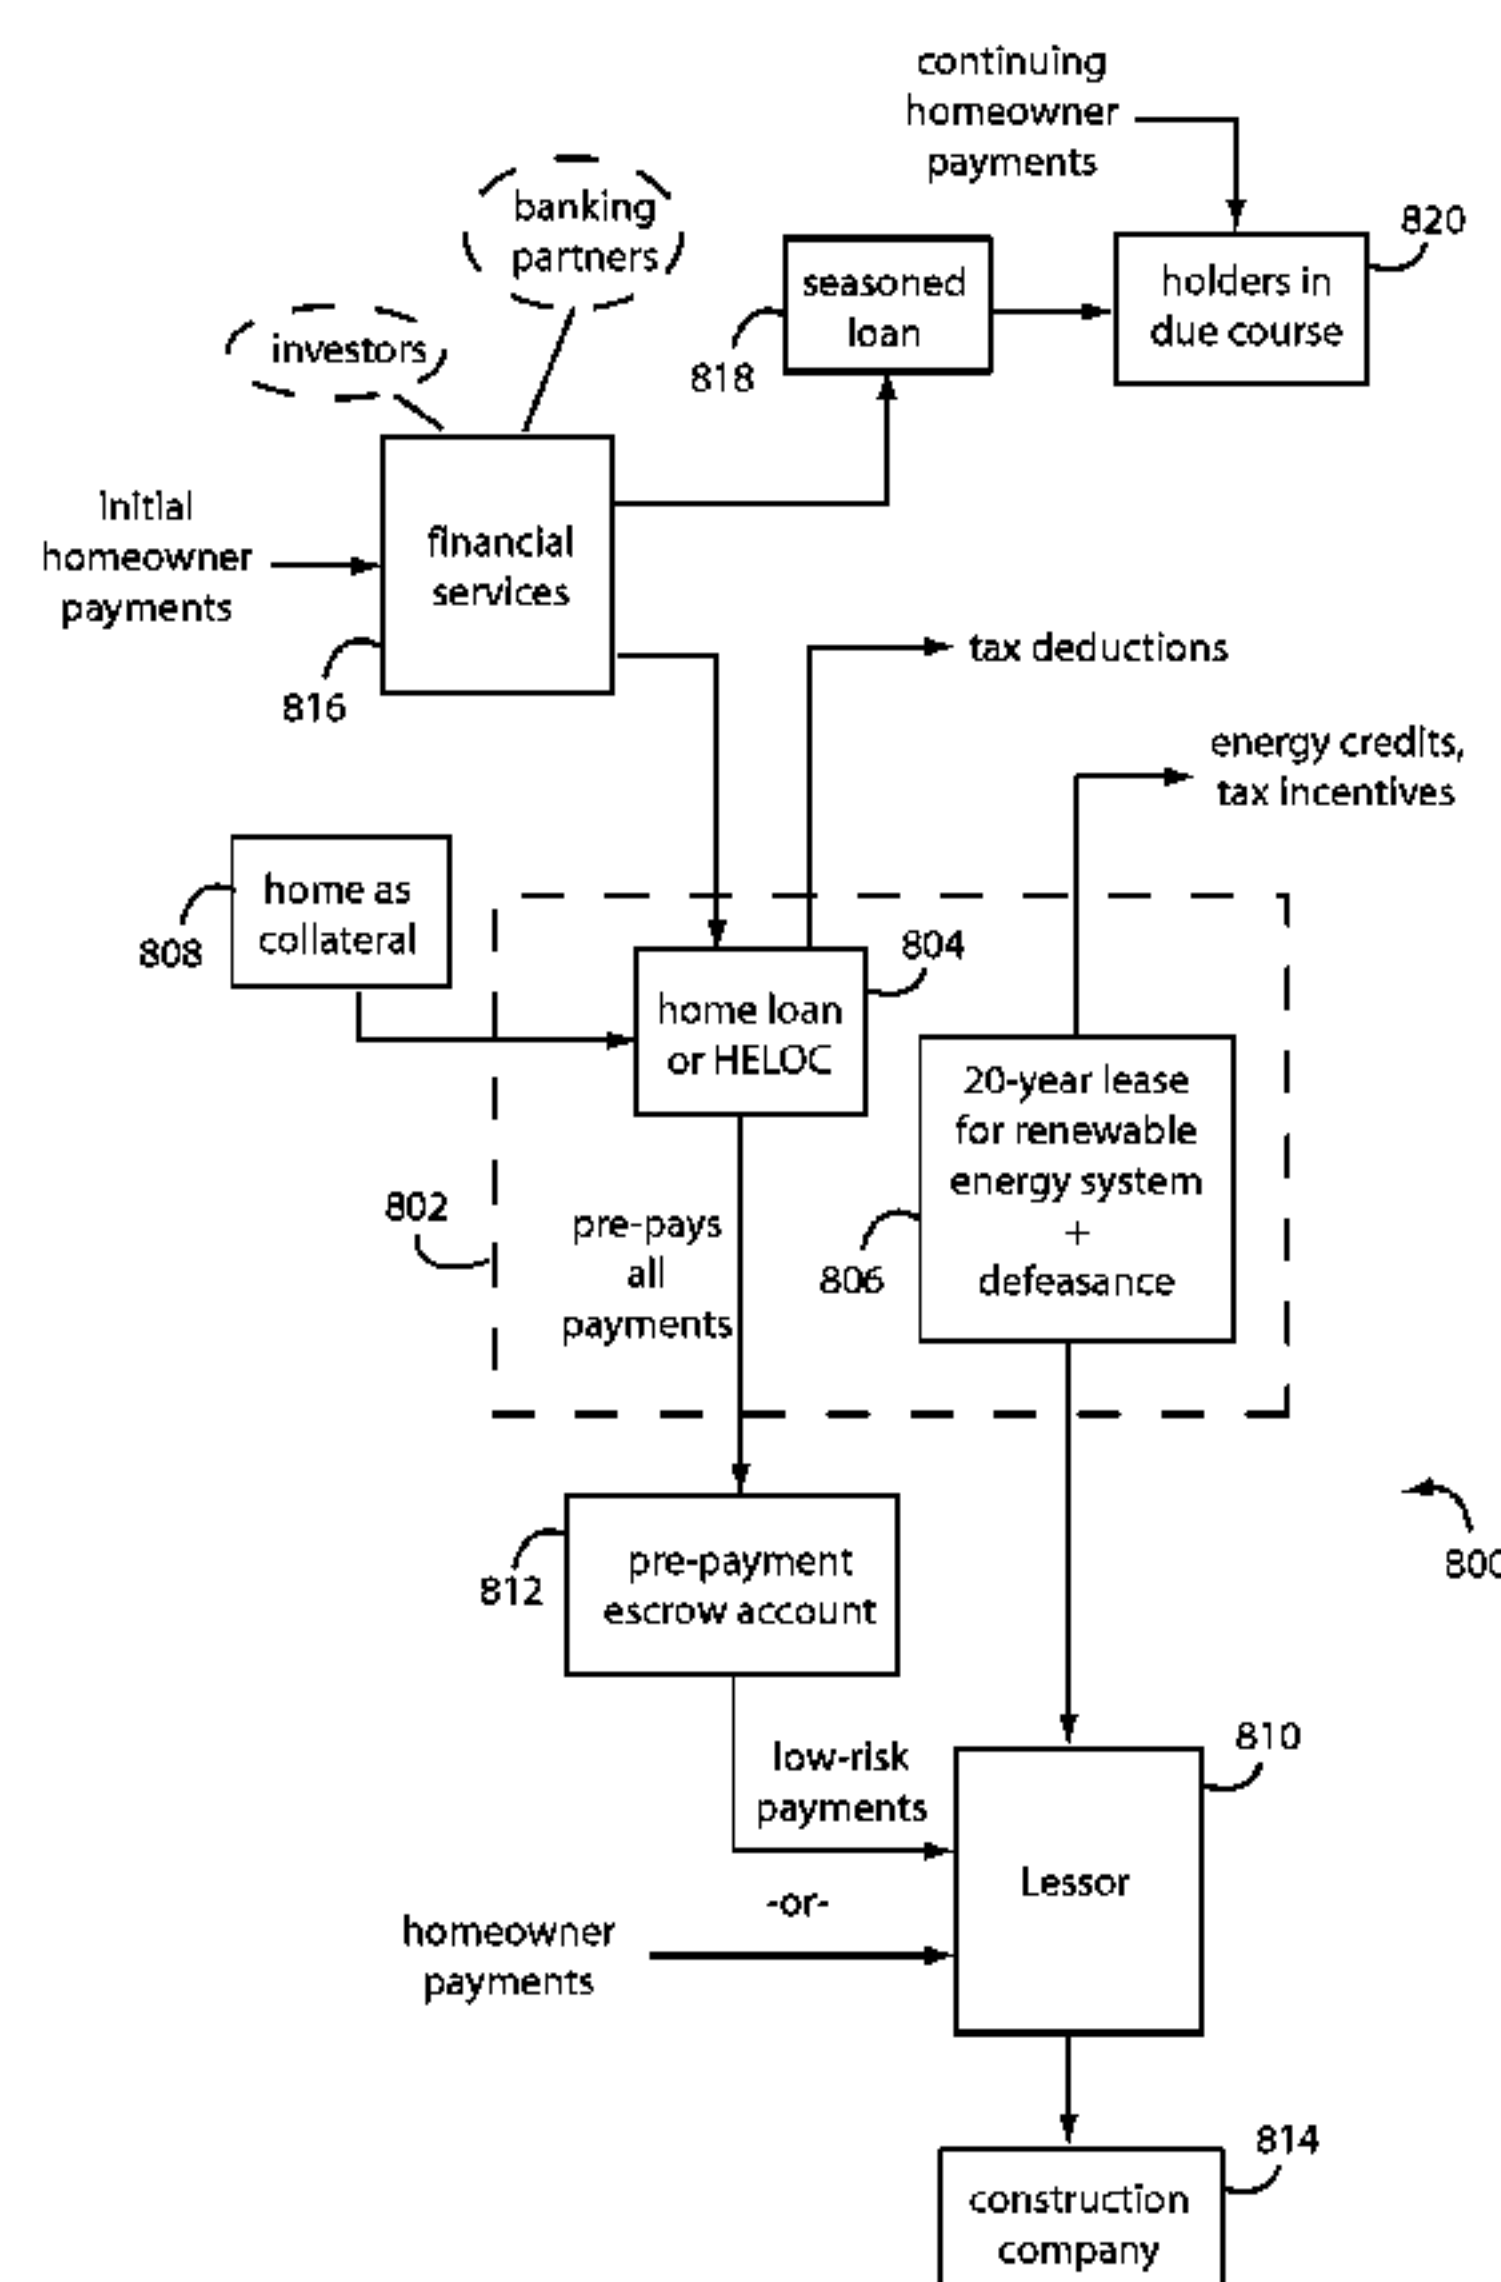 continuing
homeowner
payments
820
banking
partners
seasoned
loan
holders in
due course
investors
818
initial
homeowner
payments
financial
services
816
tax deductions
energy credits,
tax incentives
home as
collateral
808
804
home loan
or HELOC
20-year lease
for renewable
energy system
+
defeasance
802
pre-pays
all
payments
806
800
812
pre-payment
escrow account
810
low-risk
payments
Lessor
-or-
homeowner
payments
814
construction
company